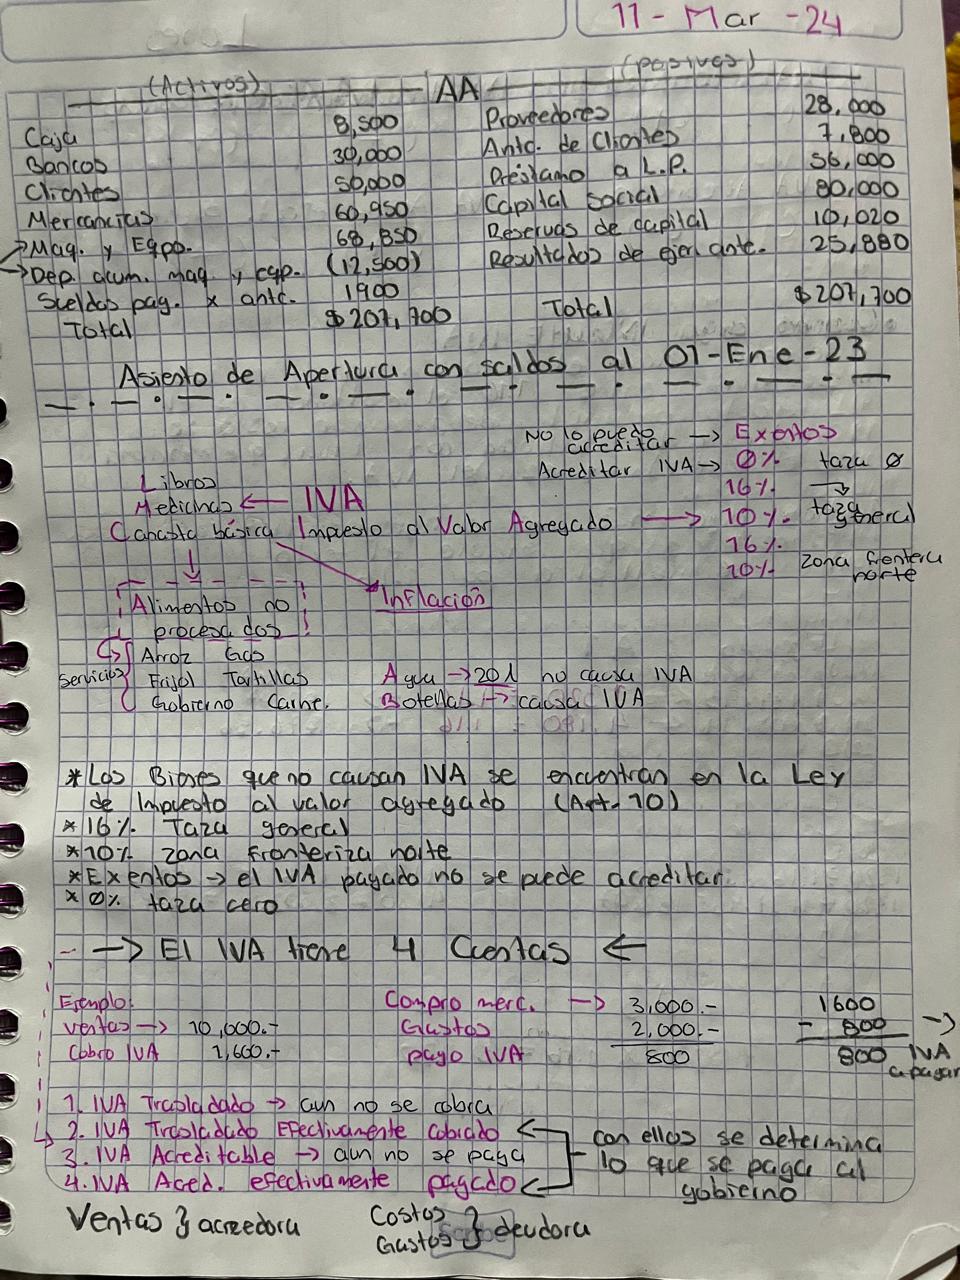 11 - Mar - 24
(Activos) AA (pasivos)
Caja 8,500 Proveedores 28,000
Bancos 30,000 Antc. de Clientes 7,800
Clientes 50,000 Préstamo a L.P. 56,000
Mercancias 60,950 Capital Social 80,000
Maq. y Eqpo. 68,850 Reservas de capital 10,020
Dep. acum. maq y eqp. (12,500) Resultados de ejer. ante. 25,880
Sueldos pag. x antc. 1900
Total $207,700 Total $207,700
Asiento de Apertura con saldos al 01-Ene-23
No lo puedo acreditar → Exentos
Acreditar IVA → 0% taza 0
Libros 16% →
Medicinas ← IVA
Canasta básica Impuesto al Valor Agregado → 10% taza general
16%
10% zona frontera norte
Inflación
Alimentos no
procesados
Arroz Gas
Servicios Frijol Tortillas Agua → 20 l no causa IVA
Gobierno Carne. Botellas → causa IVA
* Los Bienes que no causan IVA se encuentran en la Ley
de Impuesto al valor agregado (Art-10)
* 16% Taza general
* 10% zona Fronteriza norte
* Exentos → el IVA pagado no se puede acreditar.
* 0% taza cero
→ El IVA tiene 4 Cuentas ←
Ejemplo: Compro merc. → 3,000.- 1600
Ventas → 10,000.- Gastos 2,000.- - 800 →
Cobro IVA 1,600.- pago IVA 800 800 IVA
a pagar
1. IVA Trasladado → aun no se cobra
2. IVA Trasladado Efectivamente cobrado ← con ellos se determina
3. IVA Acreditable → aun no se paga lo que se paga al
4. IVA Aced. efectivamente pagado ← gobierno
Ventas } acreedora Costos
Gastos } deudora